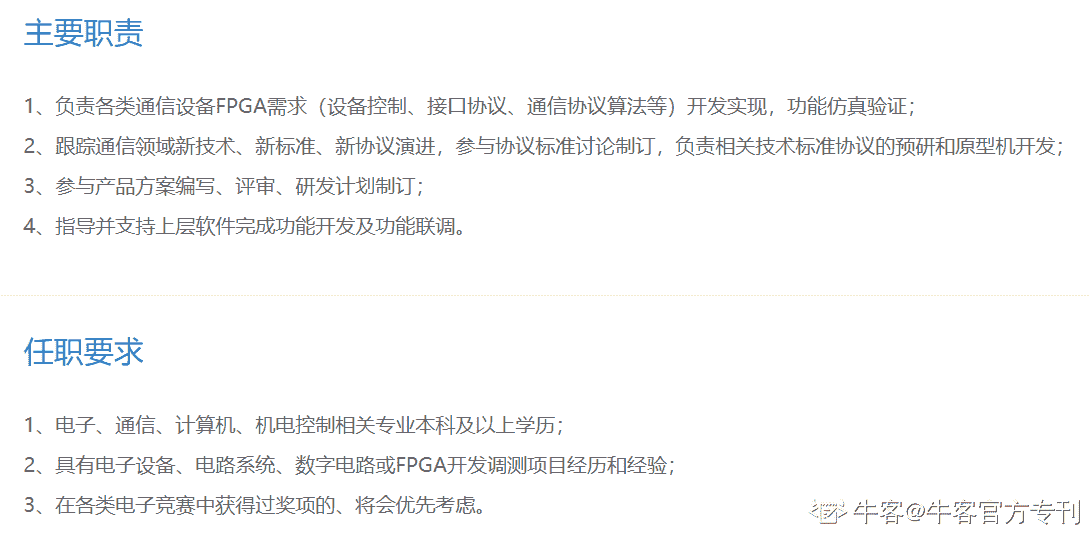 主要职责
1、负责各类通信设备FPGA需求（设备控制、接口协议、通信协议算法等）开发实现，功能仿真验证；
2、跟踪通信领域新技术、新标准、新协议演进，参与协议标准讨论制订，负责相关技术标准协议的预研和原型机开发；
3、参与产品方案编写、评审、研发计划制订；
4、指导并支持上层软件完成功能开发及功能联调。
任职要求
1、电子、通信、计算机、机电控制相关专业本科及以上学历；
2、具有电子设备、电路系统、数字电路或FPGA开发调测项目经历和经验；
3、在各类电子竞赛中获得过奖项的、将会优先考虑。
牛客@牛客官方专刊